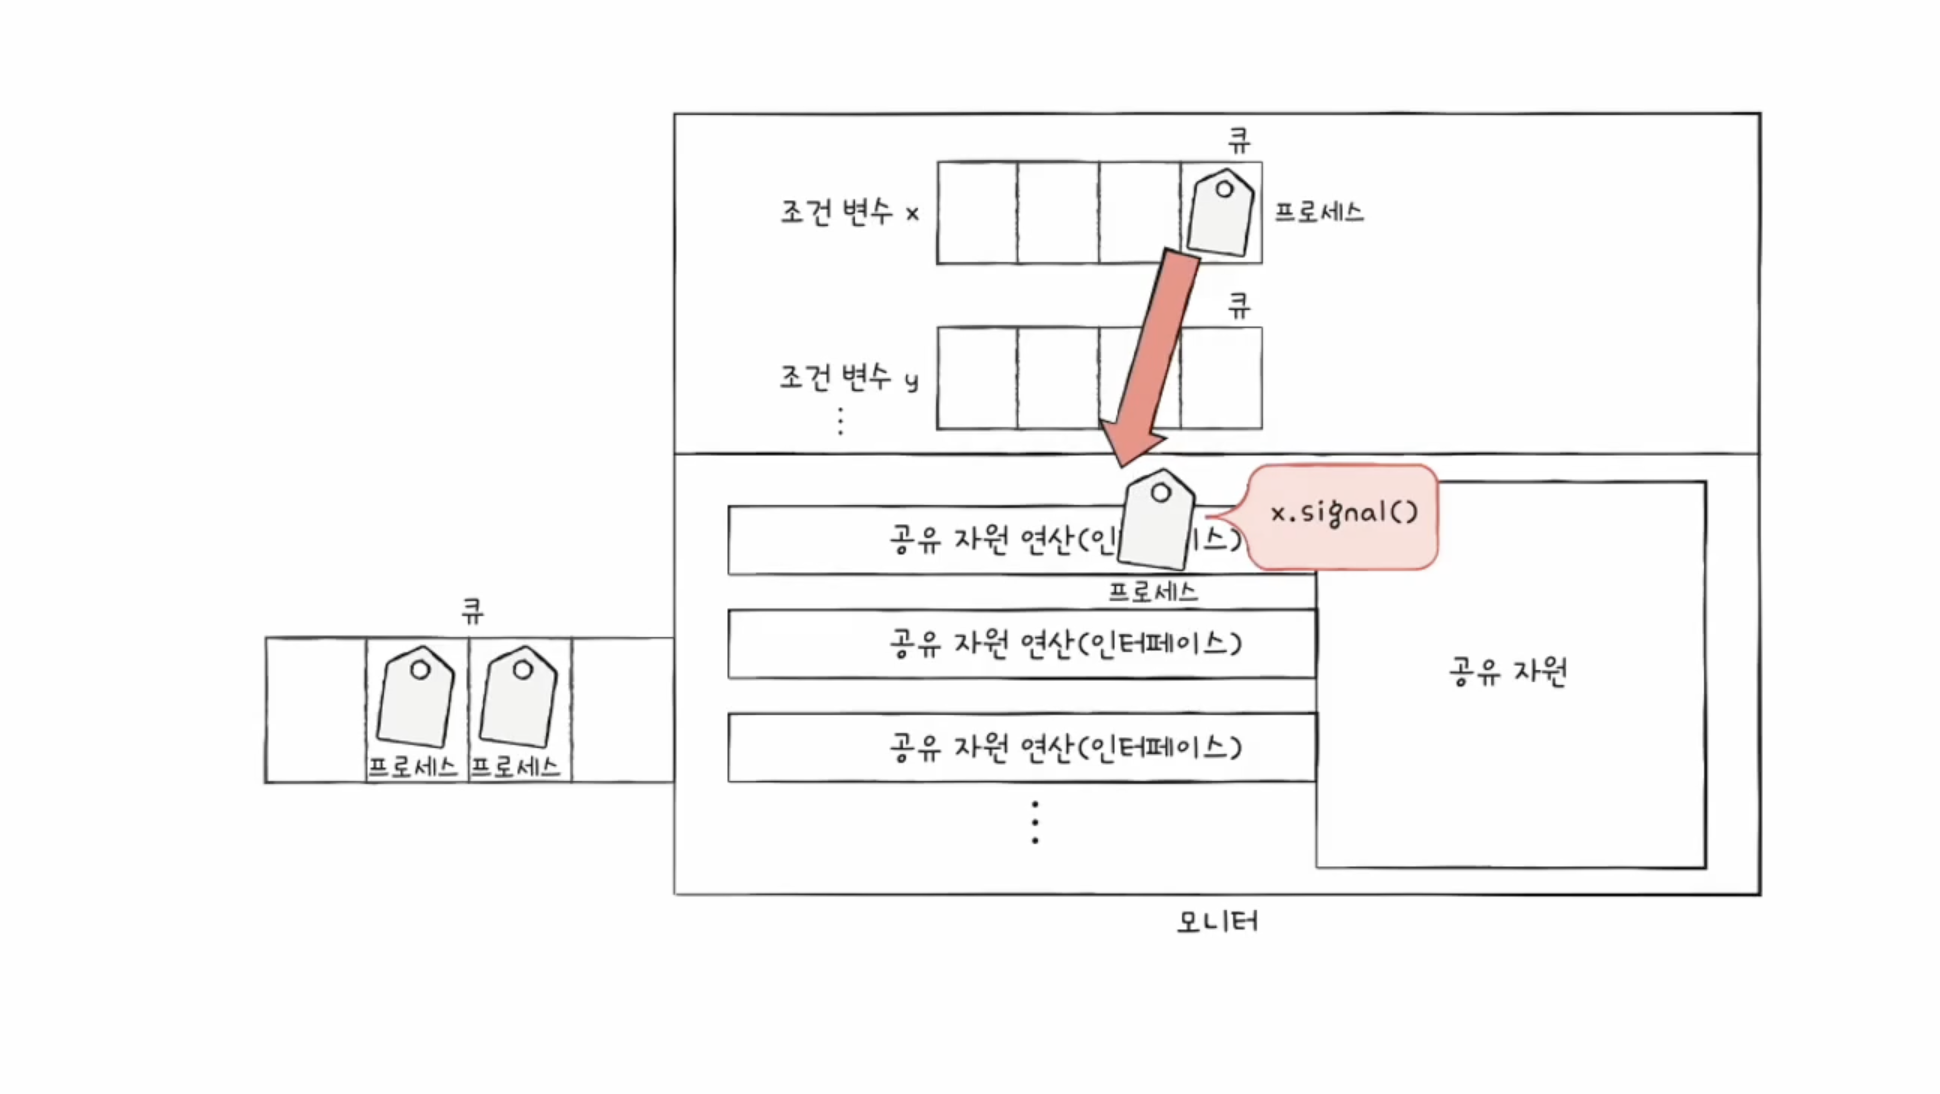 큐
조건 변수 x
프로세스
큐
조건 변수 y
⋮
x.signal()
공유 자원 연산(인 이스)
프로세스
공유 자원 연산(인터페이스)
공유 자원 연산(인터페이스)
⋮
공유 자원
큐
프로세스 프로세스
모니터